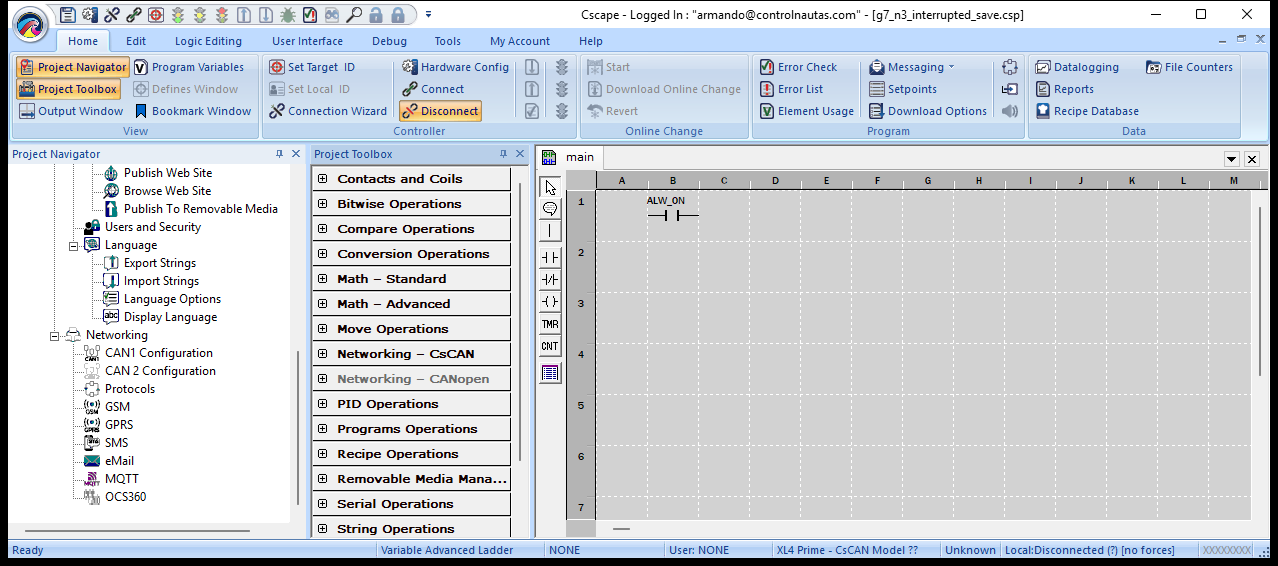 Cscape - Logged In : "armando@controlnautas.com" - [g7_n3_interrupted_save.csp]
Home Edit Logic Editing User Interface Debug Tools My Account Help
Project Navigator Program Variables Set Target ID Hardware Config Start Error Check Messaging Datalogging File Counters
Project Toolbox Defines Window Set Local ID Connect Download Online Change Error List Setpoints Reports
Output Window Bookmark Window Connection Wizard Disconnect Revert Element Usage Download Options Recipe Database
View Controller Online Change Program Data
Project Navigator
Publish Web Site
Browse Web Site
Publish To Removable Media
Users and Security
Language
Export Strings
Import Strings
Language Options
abc Display Language
Networking
CAN1 CAN1 Configuration
CAN 2 Configuration
Protocols
GSM GSM
GPRS GPRS
SMS
eMail
MQTT MQTT
OCS360
Project Toolbox
Contacts and Coils
Bitwise Operations
Compare Operations
Conversion Operations
Math – Standard
Math – Advanced
Move Operations
Networking – CsCAN
Networking – CANopen
PID Operations
Programs Operations
Recipe Operations
Removable Media Mana...
Serial Operations
String Operations
main
TMR
CNT
A B C D E F G H I J K L M
1
ALW_ON
2
3
4
5
6
7
Ready Variable Advanced Ladder NONE User: NONE XL4 Prime - CsCAN Model ?? Unknown Local:Disconnected (?) [no forces] XXXXXXXX